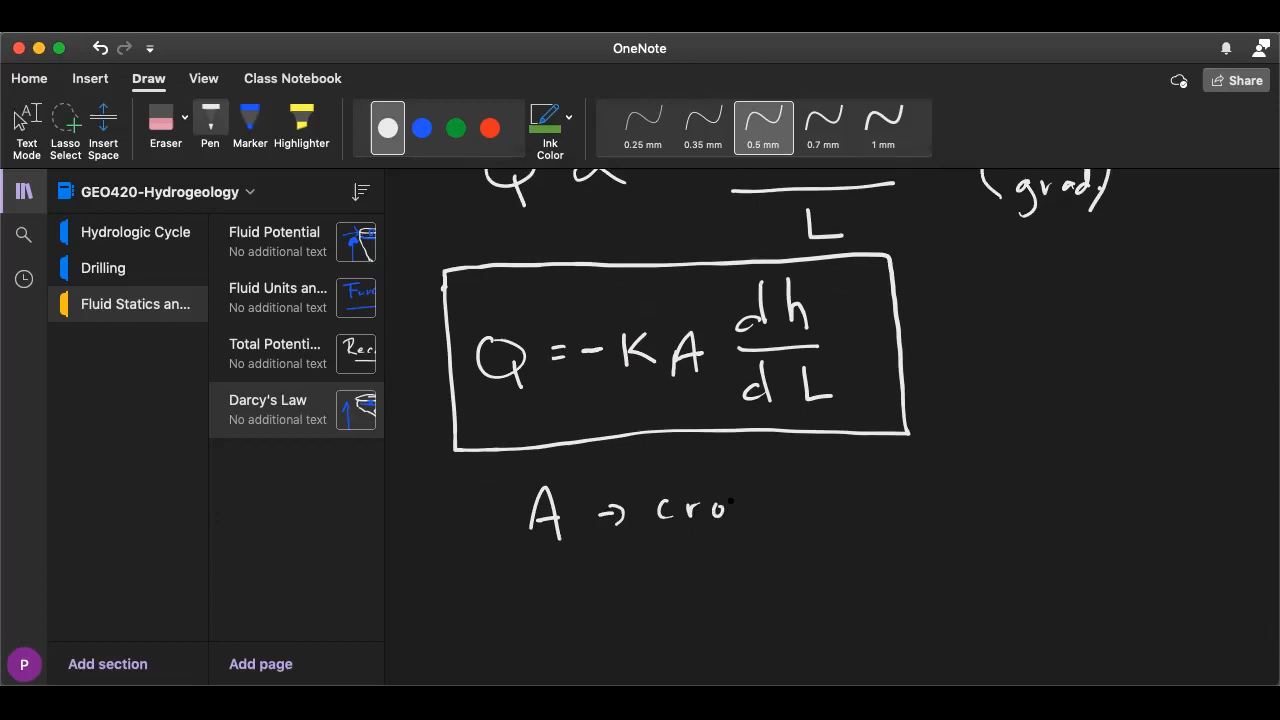 OneNote
Home Insert Draw View Class Notebook
Share
Text Mode
Lasso Select
Insert Space
Eraser
Pen
Marker
Highlighter
Ink Color
0.25 mm
0.35 mm
0.5 mm
0.7 mm
1 mm
GEO420-Hydrogeology
Hydrologic Cycle
Drilling
Fluid Statics an...
Fluid Potential
No additional text
Fluid Units an...
No additional text
Total Potenti...
No additional text
Rec.
Darcy's Law
No additional text
P
Add section
Add page
Q α
L
(grad.)
Q = - K A dh / dL
A → cro